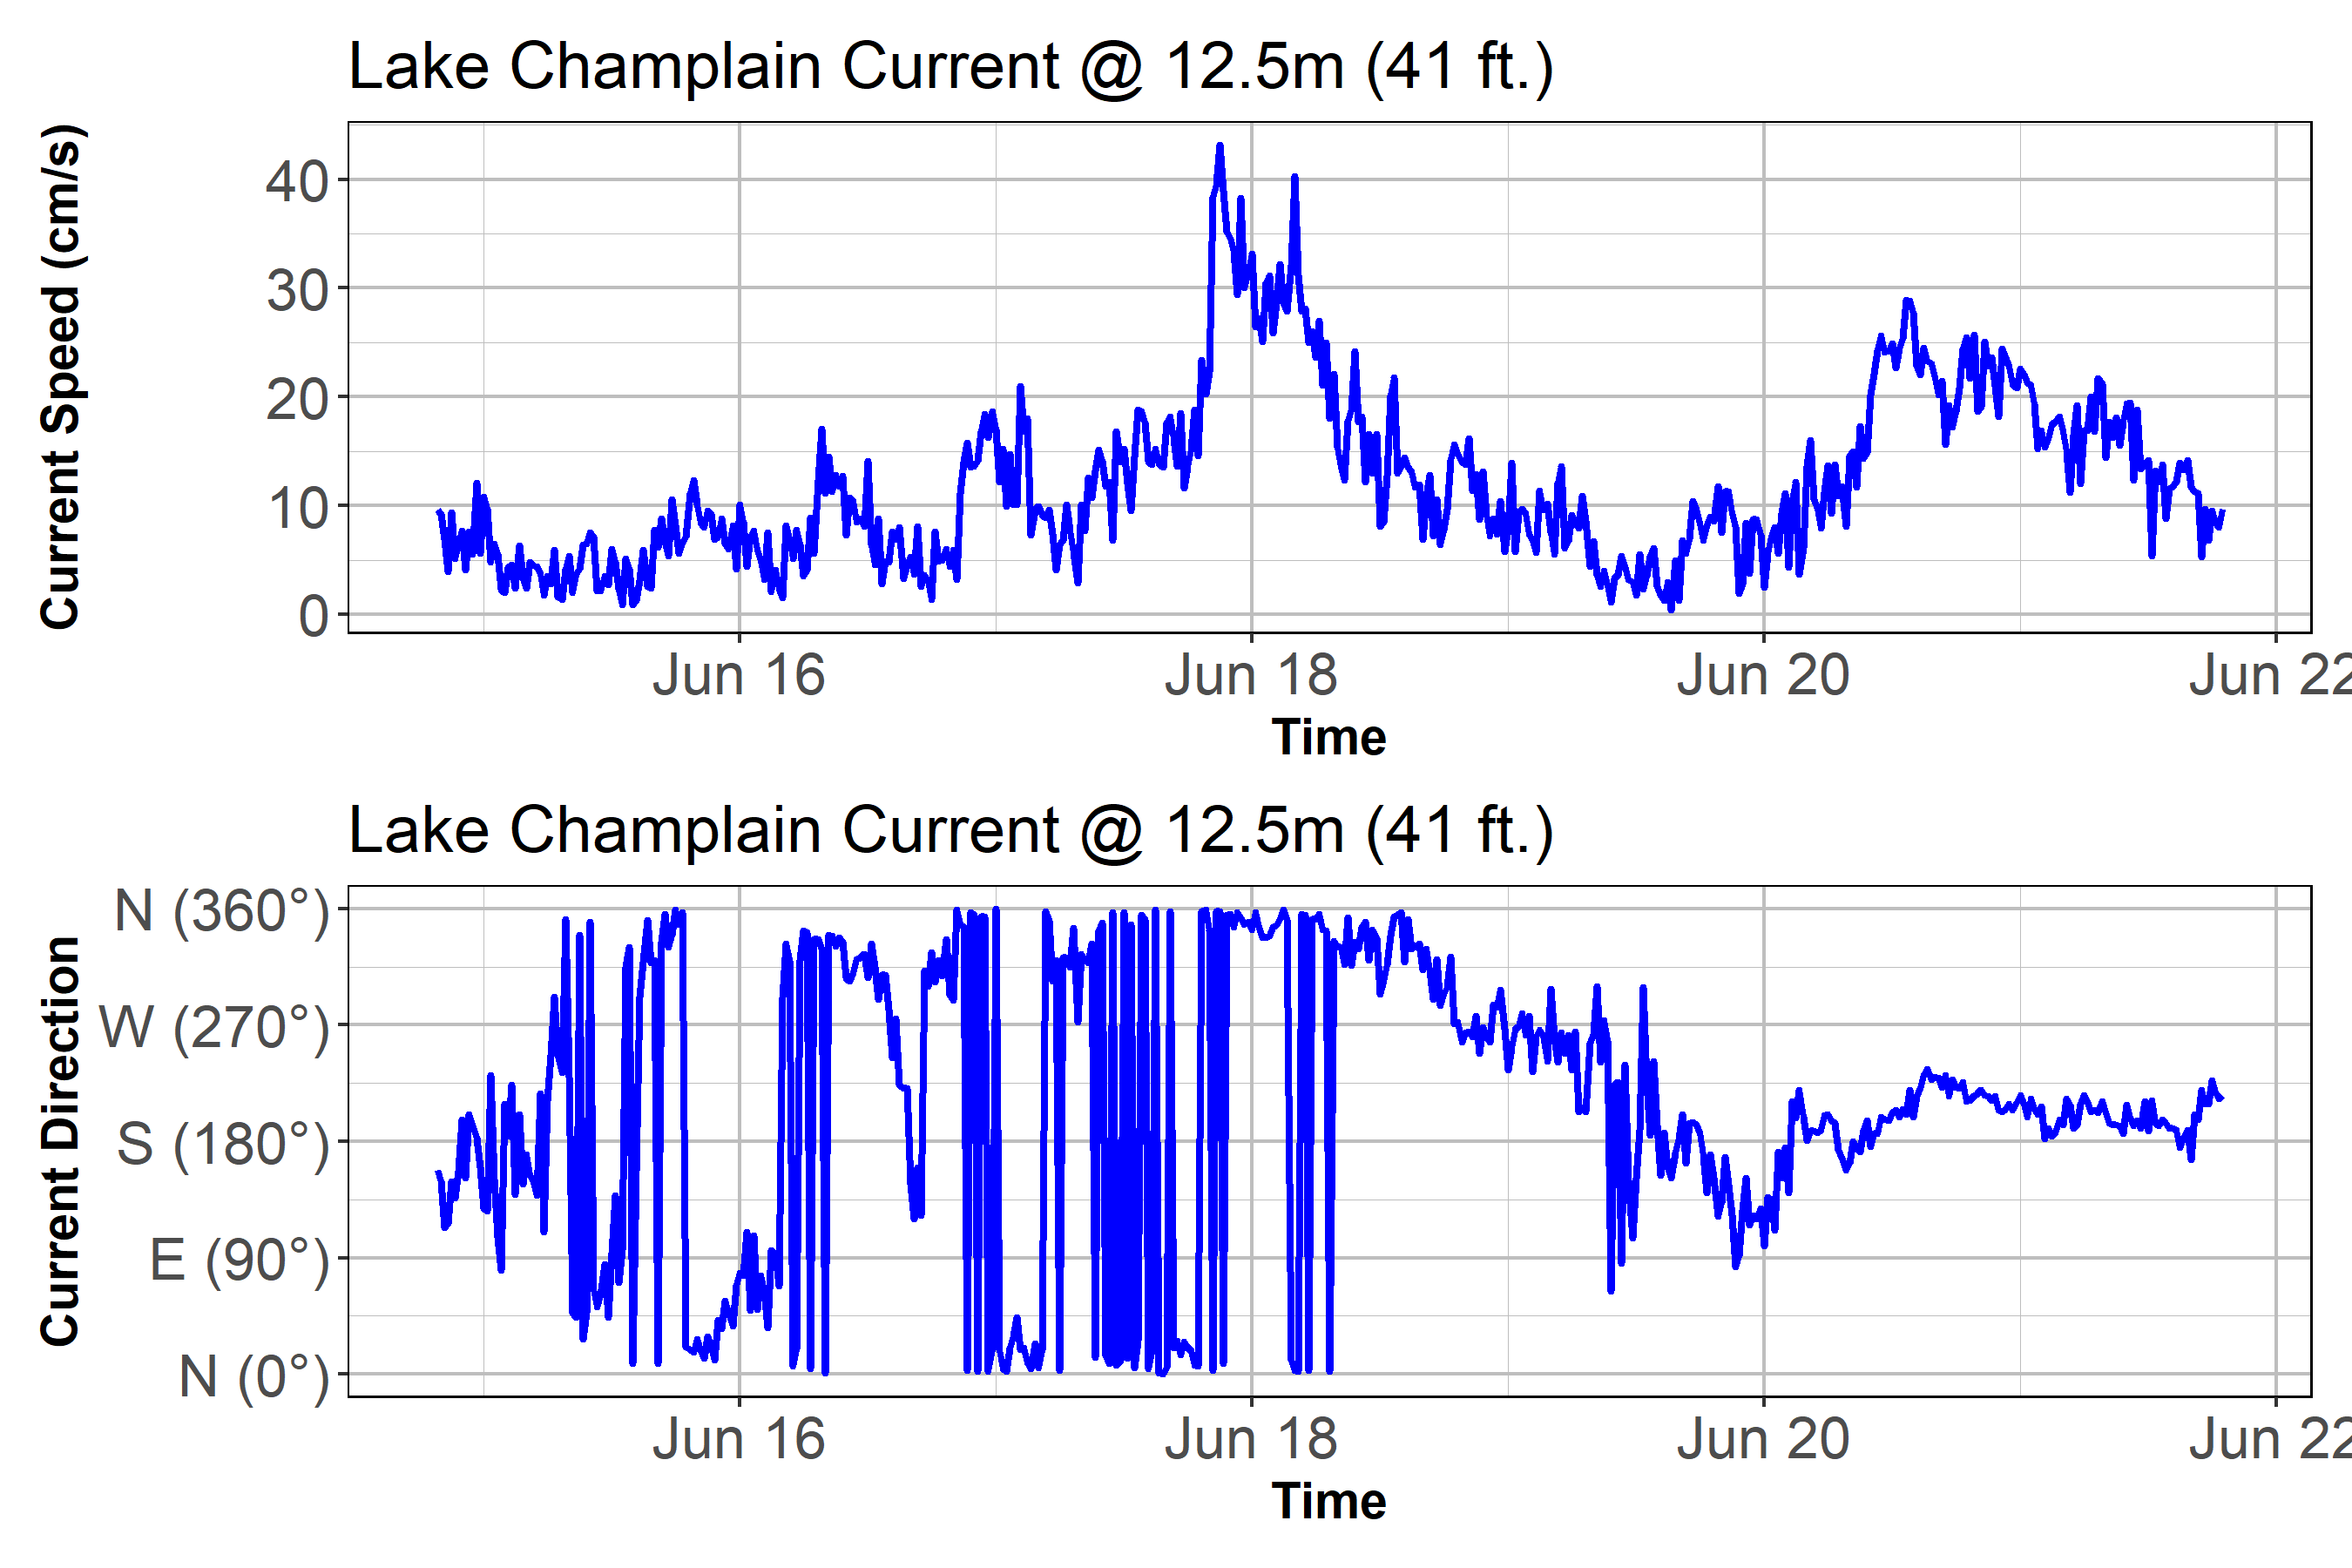 Lake Champlain Current @ 12.5m (41 ft.)
Current Speed (cm/s)
40
30
20
10
0
Jun 16 Jun 18 Jun 20 Jun 22
Time
Lake Champlain Current @ 12.5m (41 ft.)
Current Direction
N (360°)
W (270°)
S (180°)
E (90°)
N (0°)
Jun 16 Jun 18 Jun 20 Jun 22
Time